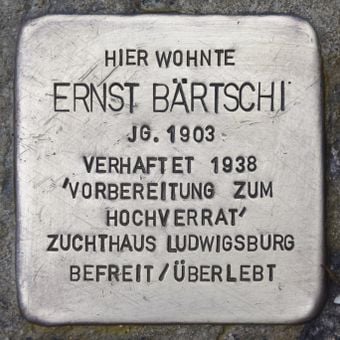 HIER WOHNTE
ERNST BÄRTSCHI
JG. 1903
VERHAFTET 1938
'VORBEREITUNG ZUM
HOCHVERRAT'
ZUCHTHAUS LUDWIGSBURG
BEFREIT/ÜBERLEBT